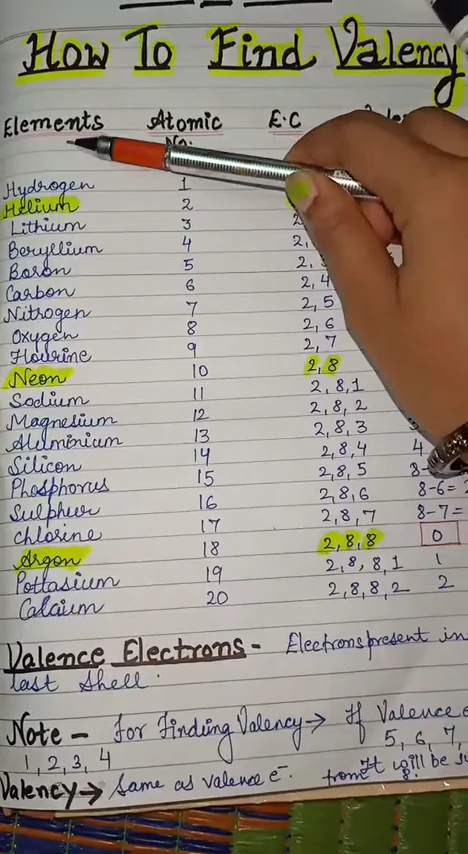 How To Find Valency
Elements Atomic E.C
No.
Hydrogen 1
Helium 2
Lithium 3 2,
Beryllium 4 2,
Boron 5 2, 3
Carbon 6 2, 4
Nitrogen 7 2, 5
Oxygen 8 2, 6
Flourine 9 2, 7
Neon 10 2, 8
Sodium 11 2, 8, 1
Magnesium 12 2, 8, 2
Aluminium 13 2, 8, 3
Silicon 14 2, 8, 4 4
Phosphorus 15 2, 8, 5 8-
Sulpheur 16 2, 8, 6 8-6=
Chlorine 17 2, 8, 7 8-7=
Argon 18 2, 8, 8 0
Pottasium 19 2, 8, 8, 1 1
Calcium 20 2, 8, 8, 2 2
Valence Electrons- Electrons present in
last shell.
Note - For Finding Valency→ If Valence e
1, 2, 3, 4 5, 6, 7,
Valency→ Same as valence e-. It will be
from 8.